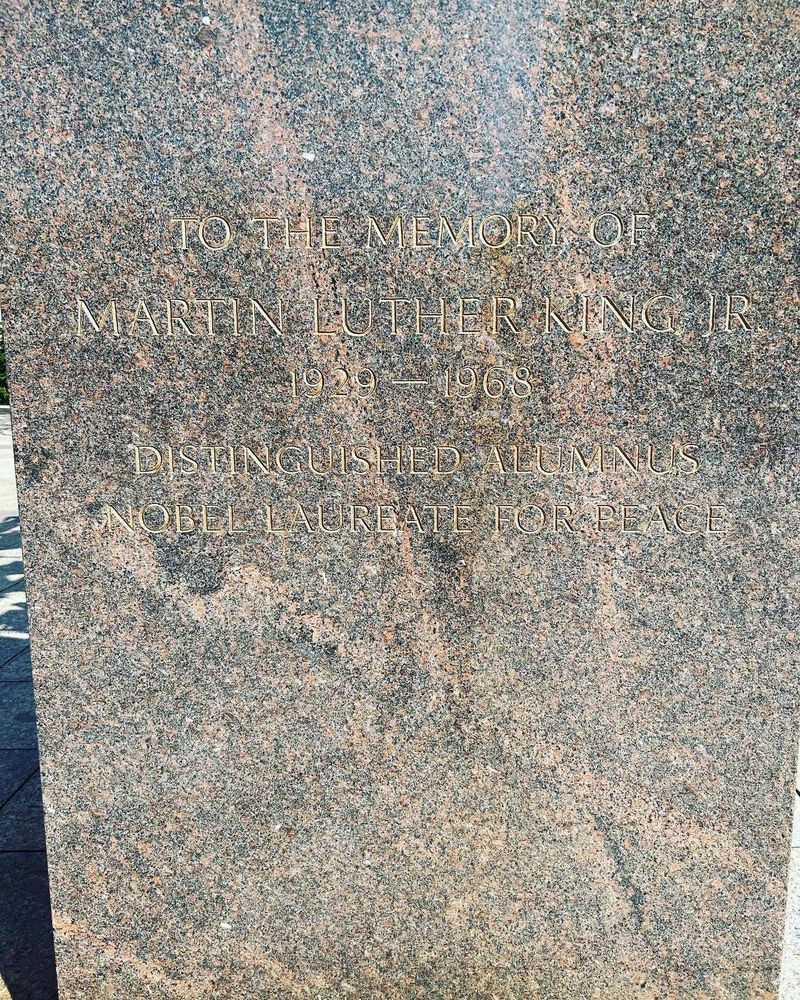 TO THE MEMORY OF
MARTIN LUTHER KING, JR.
1929 — 1968
DISTINGUISHED ALUMNUS
NOBEL LAUREATE FOR PEACE